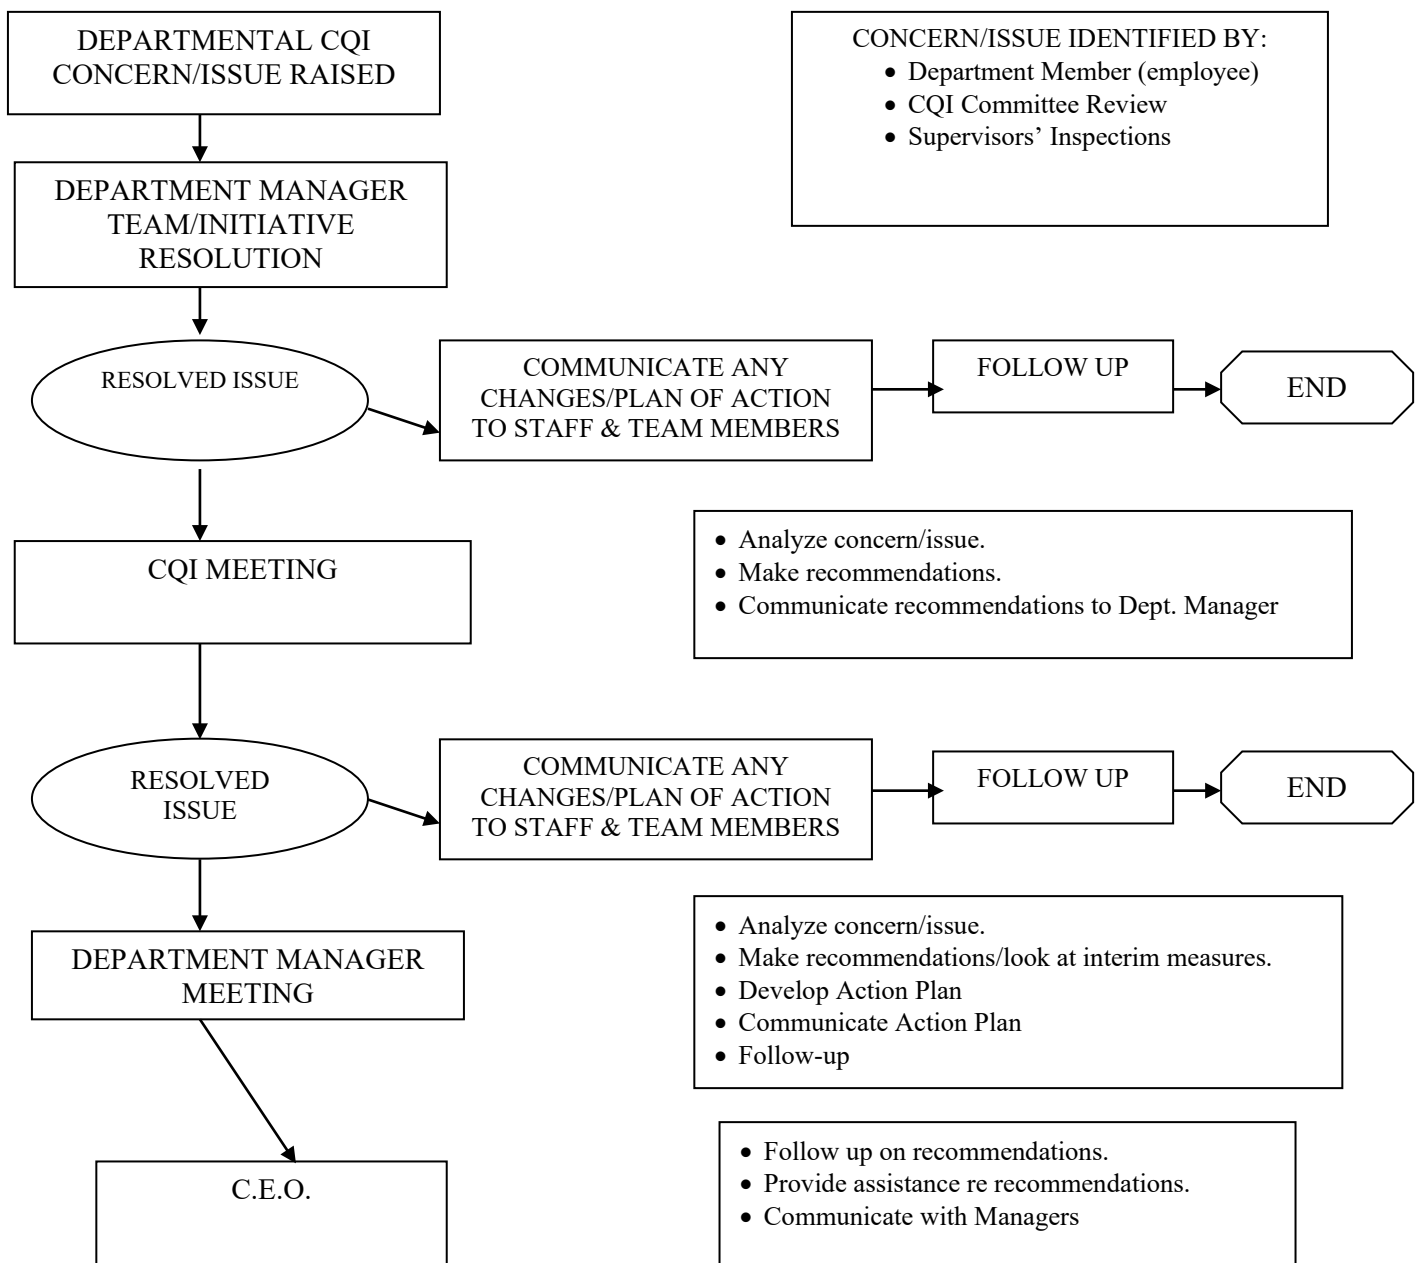 DEPARTMENTAL CQI
CONCERN/ISSUE RAISED
CONCERN/ISSUE IDENTIFIED BY:
• Department Member (employee)
• CQI Committee Review
• Supervisors’ Inspections
DEPARTMENT MANAGER
TEAM/INITIATIVE
RESOLUTION
RESOLVED ISSUE
COMMUNICATE ANY
CHANGES/PLAN OF ACTION
TO STAFF & TEAM MEMBERS
FOLLOW UP
END
CQI MEETING
• Analyze concern/issue.
• Make recommendations.
• Communicate recommendations to Dept. Manager
RESOLVED
ISSUE
COMMUNICATE ANY
CHANGES/PLAN OF ACTION
TO STAFF & TEAM MEMBERS
FOLLOW UP
END
DEPARTMENT MANAGER
MEETING
• Analyze concern/issue.
• Make recommendations/look at interim measures.
• Develop Action Plan
• Communicate Action Plan
• Follow-up
C.E.O.
• Follow up on recommendations.
• Provide assistance re recommendations.
• Communicate with Managers